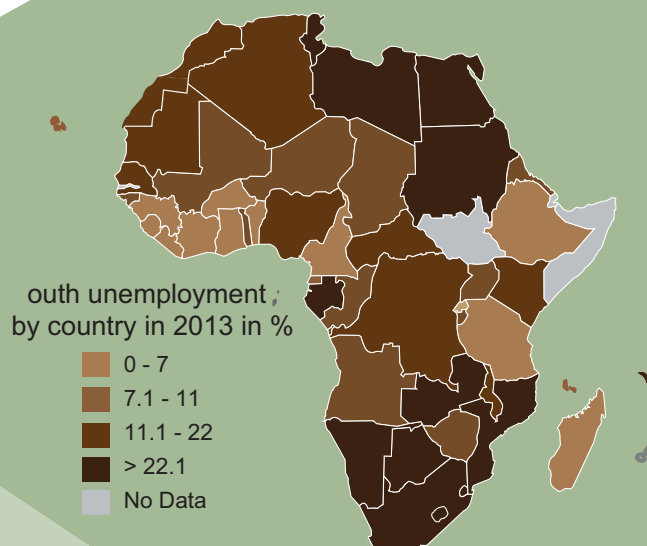 outh unemployment
by country in 2013 in %
0 - 7
7.1 - 11
11.1 - 22
> 22.1
No Data